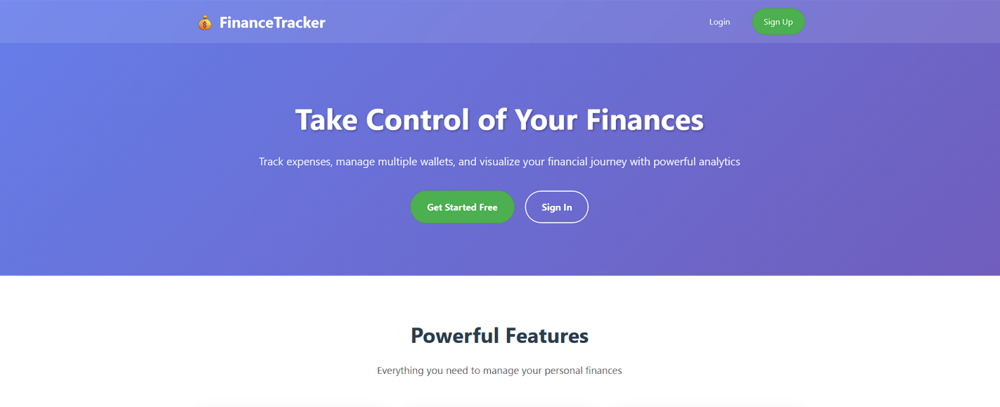 FinanceTracker
Login
Sign Up
Take Control of Your Finances
Track expenses, manage multiple wallets, and visualize your financial journey with powerful analytics
Get Started Free
Sign In
Powerful Features
Everything you need to manage your personal finances